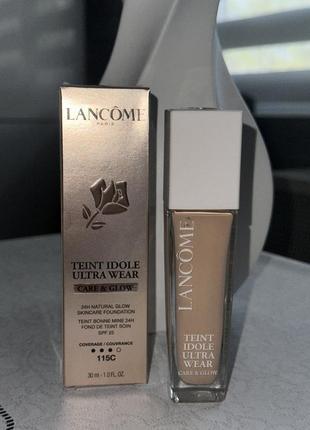 LANCÔME
PARIS
TEINT IDOLE
ULTRA WEAR
CARE & GLOW
24H NATURAL GLOW
SKINCARE FOUNDATION
TEINT BONNE MINE 24H
FOND DE TEINT SOIN
SPF 25
COVERAGE / COUVRANCE
115C
30 ml - 1.0 FL. OZ.
LANCÔME
TEINT
IDOLE
ULTRA
WEAR
CARE & GLOW